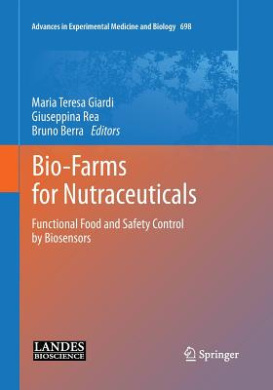 Advances in Experimental Medicine and Biology 698
Maria Teresa Giardi
Giuseppina Rea
Bruno Berra Editors
Bio-Farms
for Nutraceuticals
Functional Food and Safety Control
by Biosensors
LANDES
BIOSCIENCE
Springer